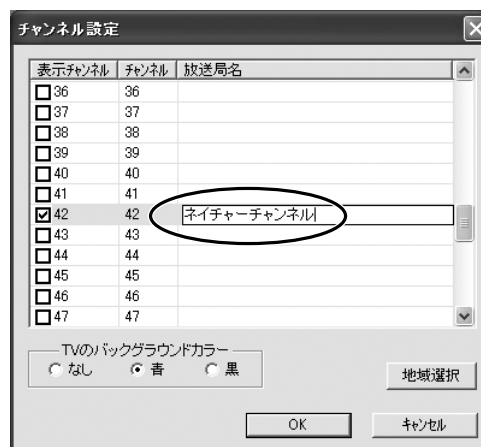 チャンネル設定
表示チャンネル チャンネル 放送局名
36 36
37 37
38 38
39 39
40 40
41 41
42 42 ネイチャーチャンネル
43 43
44 44
45 45
46 46
47 47
TVのバックグラウンドカラー
なし 青 黒
地域選択
OK キャンセル